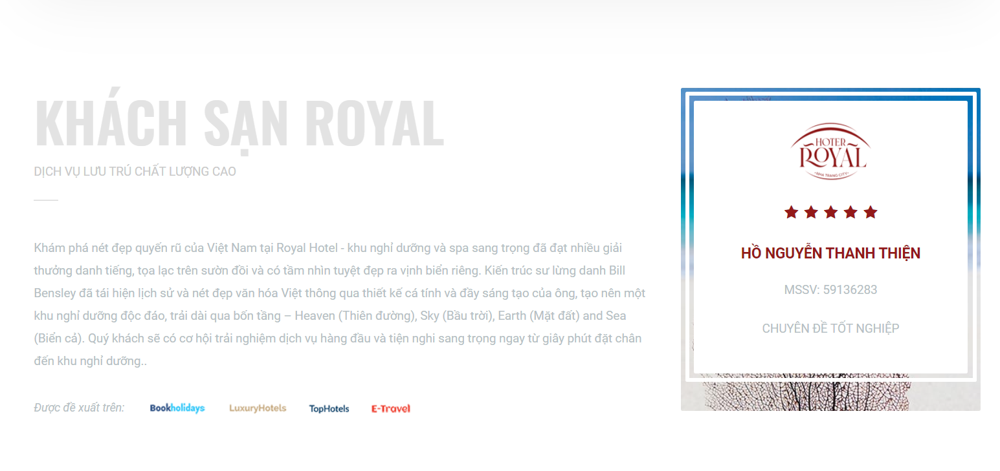 KHÁCH SẠN ROYAL
DỊCH VỤ LƯU TRÚ CHẤT LƯỢNG CAO
Khám phá nét đẹp quyến rũ của Việt Nam tại Royal Hotel - khu nghỉ dưỡng và spa sang trọng đã đạt nhiều giải
thưởng danh tiếng, tọa lạc trên sườn đồi và có tầm nhìn tuyệt đẹp ra vịnh biển riêng. Kiến trúc sư lừng danh Bill
Bensley đã tái hiện lịch sử và nét đẹp văn hóa Việt thông qua thiết kế cá tính và đầy sáng tạo của ông, tạo nên một
khu nghỉ dưỡng độc đáo, trải dài qua bốn tầng – Heaven (Thiên đường), Sky (Bầu trời), Earth (Mặt đất) and Sea
(Biển cả). Quý khách sẽ có cơ hội trải nghiệm dịch vụ hàng đầu và tiện nghi sang trọng ngay từ giây phút đặt chân
đến khu nghỉ dưỡng..
Được đề xuất trên: Bookholidays LuxuryHotels TopHotels E-Travel
HOTER
ROYAL
•NHA TRANG CITY•
HỒ NGUYỄN THANH THIỆN
MSSV: 59136283
CHUYÊN ĐỀ TỐT NGHIỆP